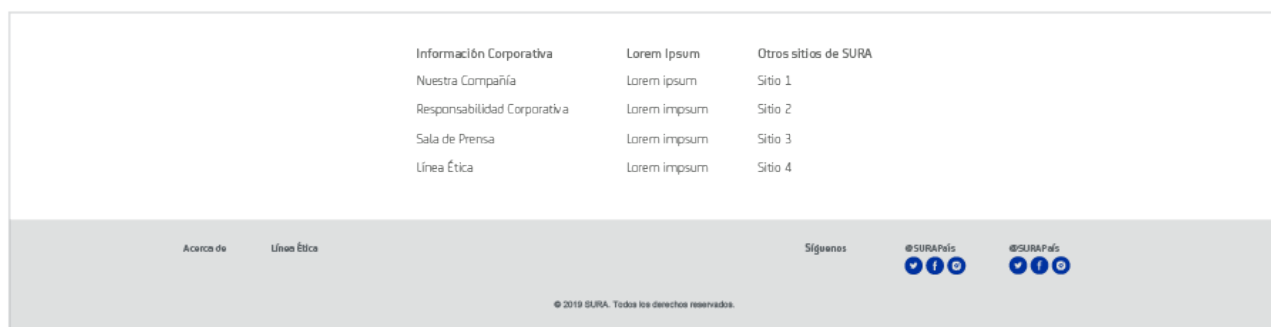 Información Corporativa Lorem Ipsum Otros sitios de SURA
Nuestra Compañía Lorem ipsum Sitio 1
Responsabilidad Corporativa Lorem impsum Sitio 2
Sala de Prensa Lorem impsum Sitio 3
Línea Ética Lorem impsum Sitio 4
Acerca de Línea Ética Síguenos @SURAPaís @SURAPaís
© 2019 SURA. Todos los derechos reservados.